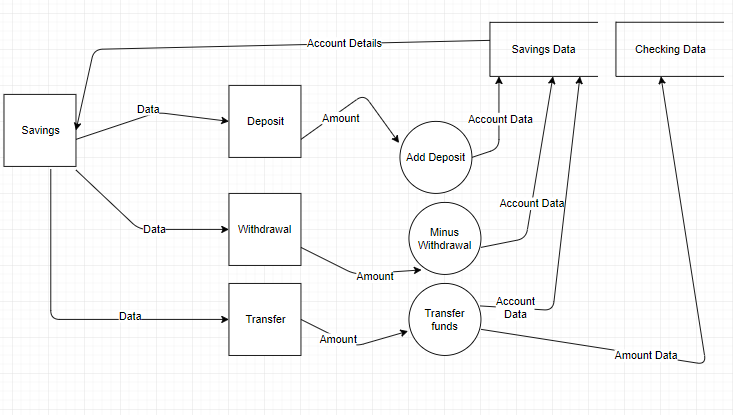 Account Details
Savings Data
Checking Data
Data
Savings
Deposit
Amount
Account Data
Add Deposit
Account Data
Data
Withdrawal
Minus
Withdrawal
Amount
Data
Transfer
Amount
Transfer
funds
Account
Data
Amount Data